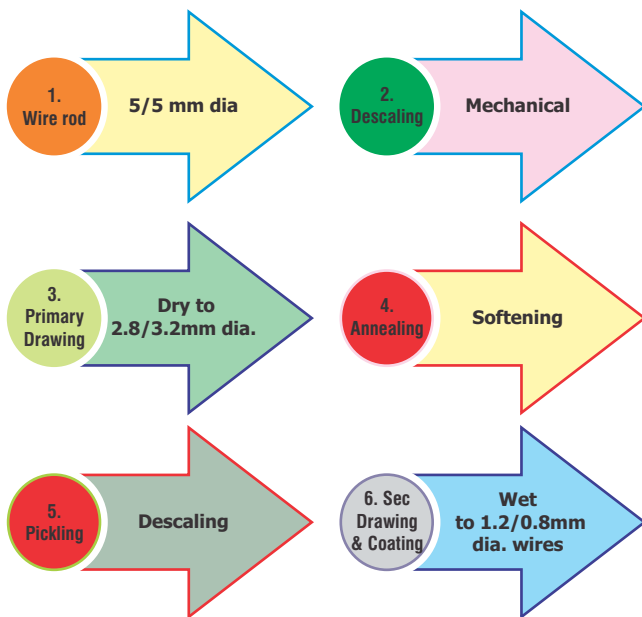 1.
Wire rod
5/5 mm dia
2.
Descaling
Mechanical
3.
Primary
Drawing
Dry to
2.8/3.2mm dia.
4.
Annealing
Softening
5.
Pickling
Descaling
6. Sec
Drawing
& Coating
Wet
to 1.2/0.8mm
dia. wires